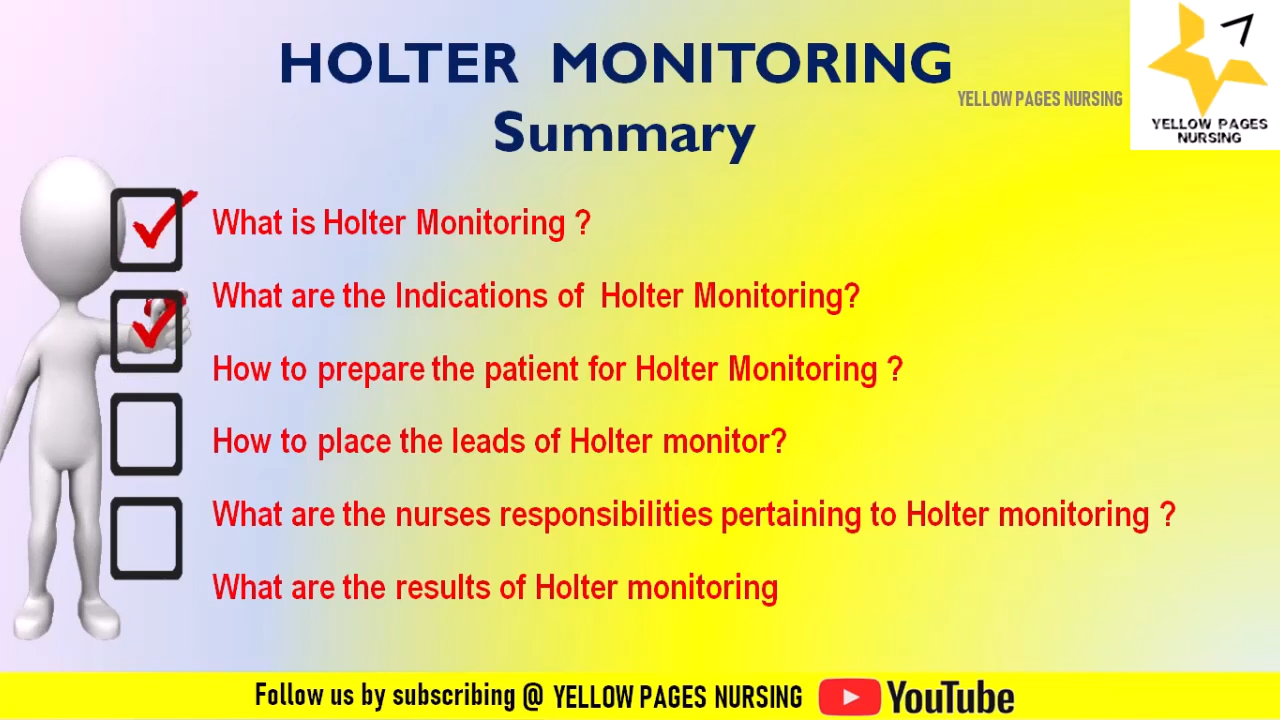 HOLTER MONITORING
Summary
YELLOW PAGES NURSING
YELLOW PAGES
NURSING
What is Holter Monitoring ?
What are the Indications of Holter Monitoring?
How to prepare the patient for Holter Monitoring ?
How to place the leads of Holter monitor?
What are the nurses responsibilities pertaining to Holter monitoring ?
What are the results of Holter monitoring
Follow us by subscribing @ YELLOW PAGES NURSING YouTube